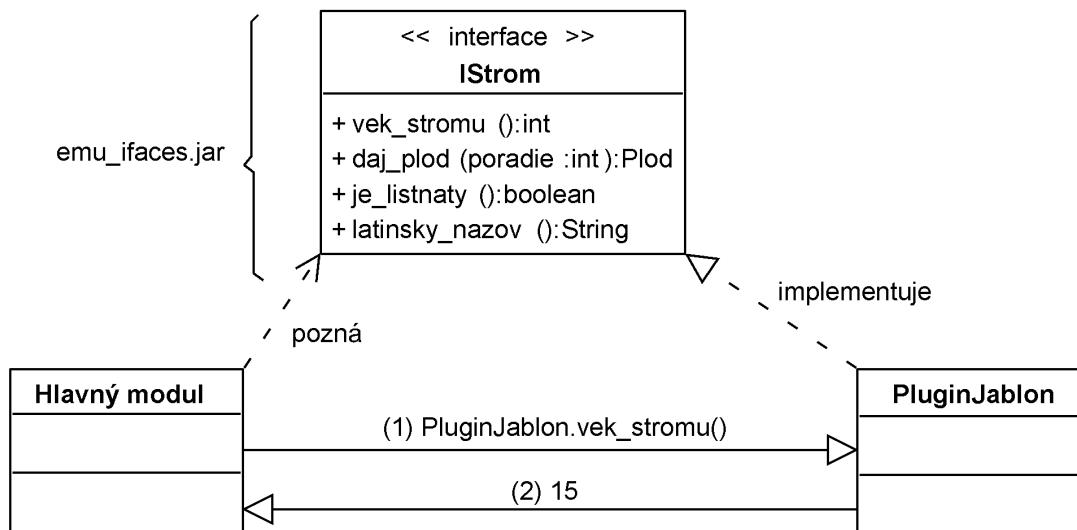 << interface >>
IStrom
+ vek_stromu ():int
+ daj_plod (poradie :int ):Plod
+ je_listnaty ():boolean
+ latinsky_nazov ():String
emu_ifaces.jar
pozná
implementuje
Hlavný modul
PluginJablon
(1) PluginJablon.vek_stromu()
(2) 15